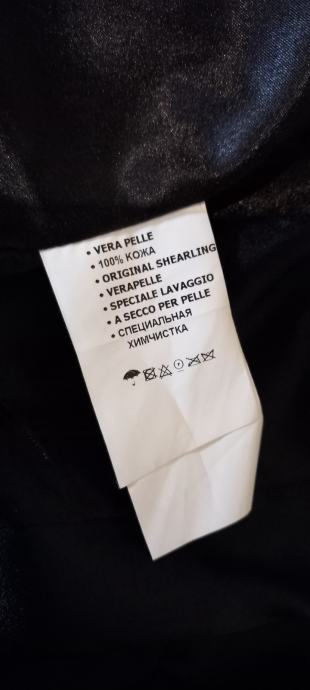 • VERA PELLE
• 100% КОЖА
• ORIGINAL SHEARLING
• VERAPELLE
• SPECIALE LAVAGGIO
• A SECCO PER PELLE
• СПЕЦИАЛЬНАЯ
ХИМЧИСТКА